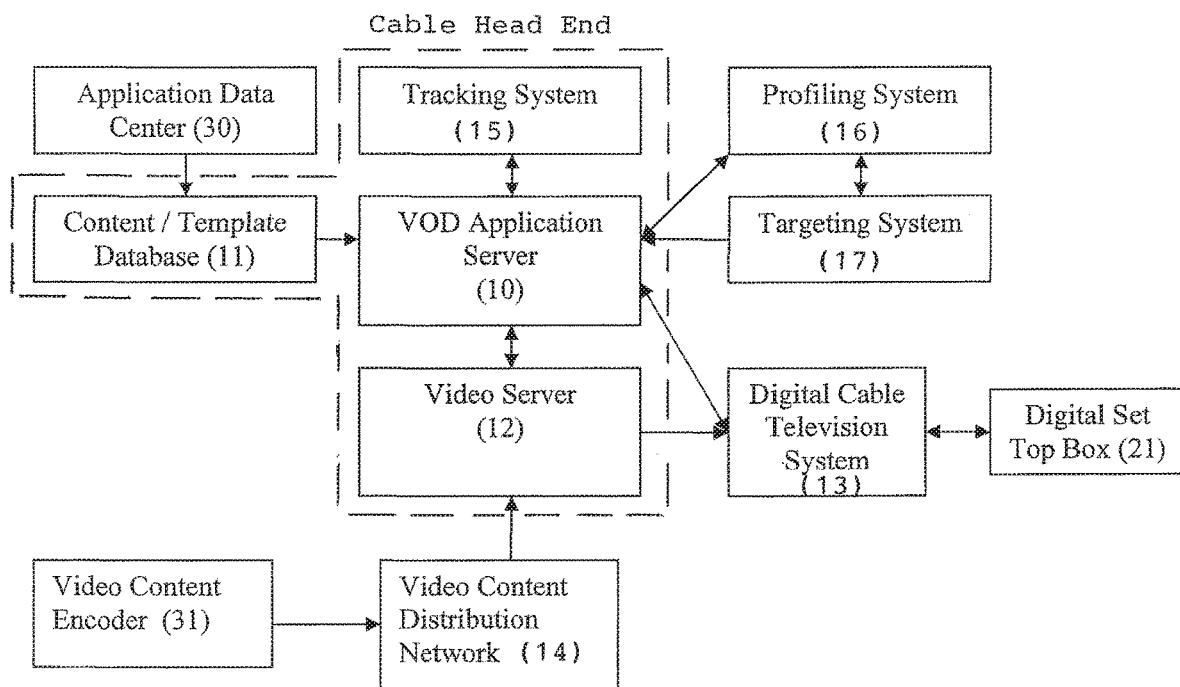 Cable Head End
Application Data
Center (30)
Tracking System
(15)
Profiling System
(16)
Content / Template
Database (11)
VOD Application
Server
(10)
Targeting System
(17)
Video Server
(12)
Digital Cable
Television
System
(13)
Digital Set
Top Box (21)
Video Content
Encoder (31)
Video Content
Distribution
Network (14)